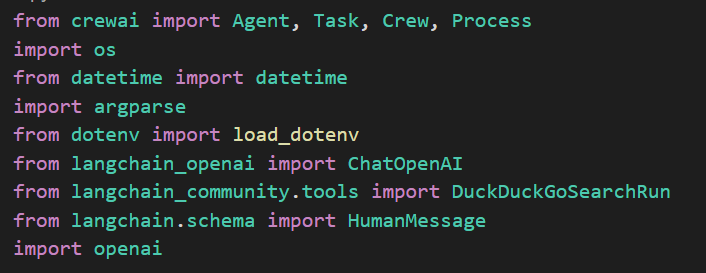 from crewai import Agent, Task, Crew, Process
import os
from datetime import datetime
import argparse
from dotenv import load_dotenv
from langchain_openai import ChatOpenAI
from langchain_community.tools import DuckDuckGoSearchRun
from langchain.schema import HumanMessage
import openai